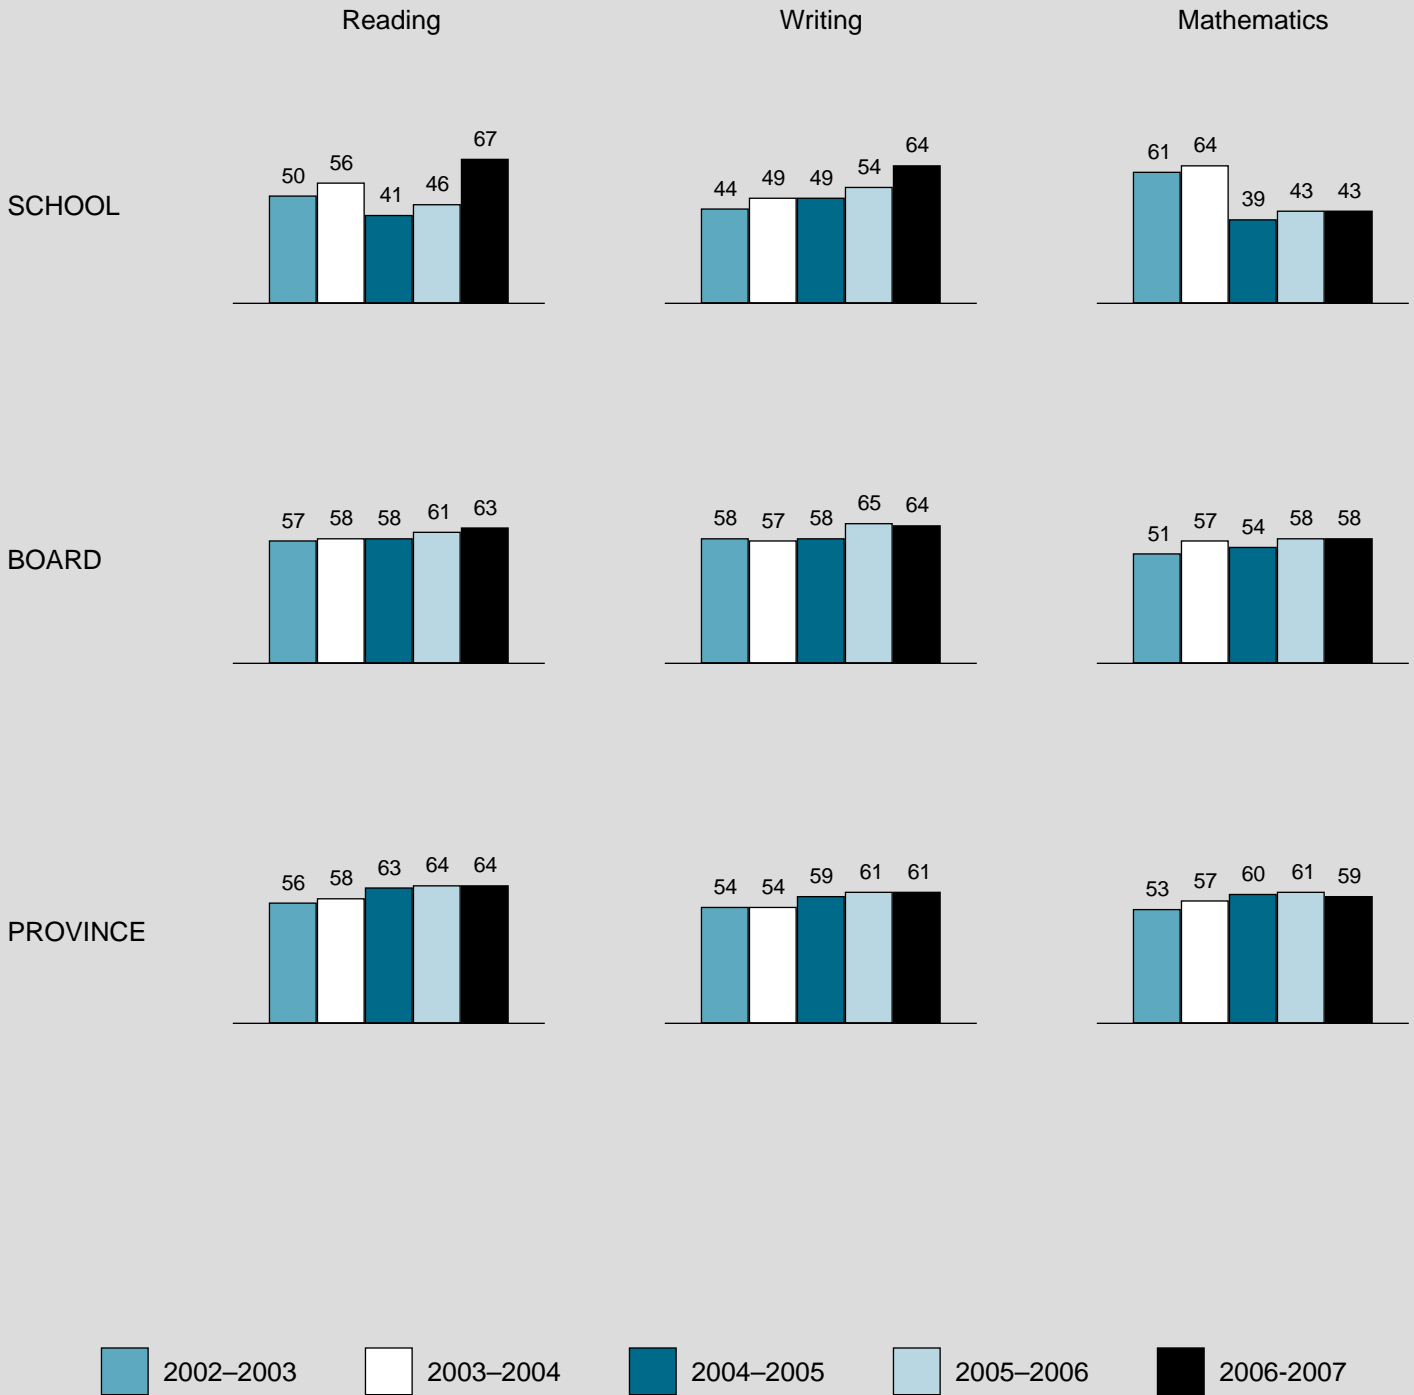 Reading Writing Mathematics
SCHOOL
50 56 41 46 67
44 49 49 54 64
61 64 39 43 43
BOARD
57 58 58 61 63
58 57 58 65 64
51 57 54 58 58
PROVINCE
56 58 63 64 64
54 54 59 61 61
53 57 60 61 59
2002–2003 2003–2004 2004–2005 2005–2006 2006-2007